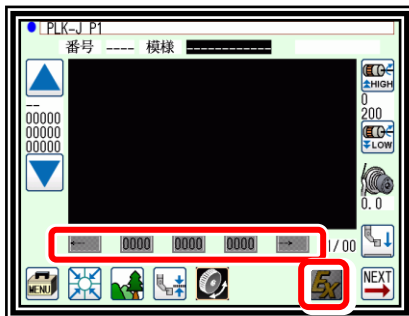 PLK-J P1
番号 ---- 模様 ------------
HIGH
0
200
LOW
0.0
--
00000
00000
00000
← 0000 0000 0000 → 1/00
MENU
EX
NEXT